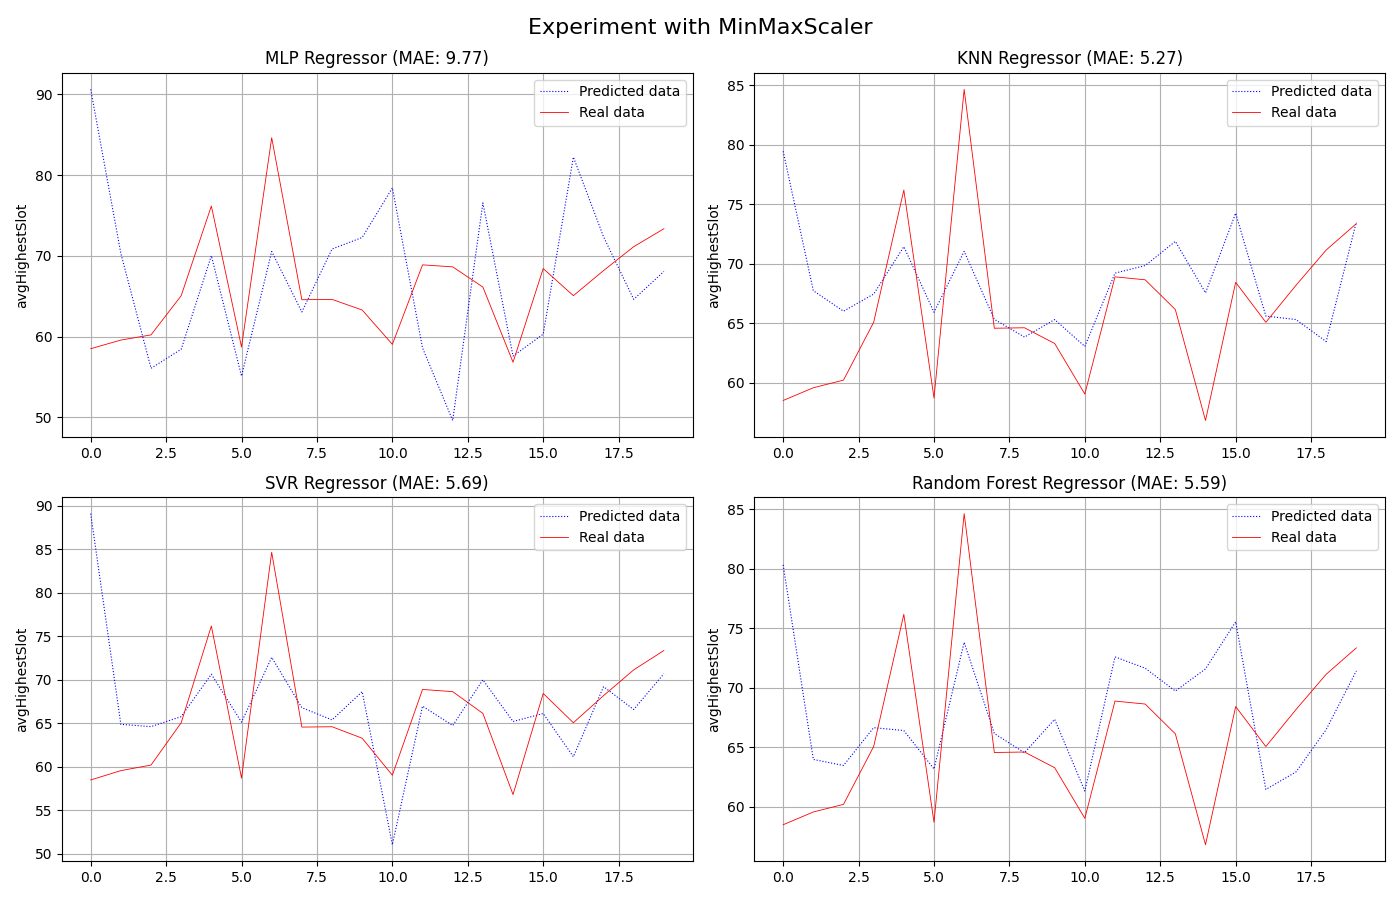 Experiment with MinMaxScaler
MLP Regressor (MAE: 9.77)
avgHighestSlot
90
80
70
60
50
0.0 2.5 5.0 7.5 10.0 12.5 15.0 17.5
Predicted data
Real data
KNN Regressor (MAE: 5.27)
avgHighestSlot
85
80
75
70
65
60
0.0 2.5 5.0 7.5 10.0 12.5 15.0 17.5
Predicted data
Real data
SVR Regressor (MAE: 5.69)
avgHighestSlot
90
85
80
75
70
65
60
55
50
0.0 2.5 5.0 7.5 10.0 12.5 15.0 17.5
Predicted data
Real data
Random Forest Regressor (MAE: 5.59)
avgHighestSlot
85
80
75
70
65
60
0.0 2.5 5.0 7.5 10.0 12.5 15.0 17.5
Predicted data
Real data